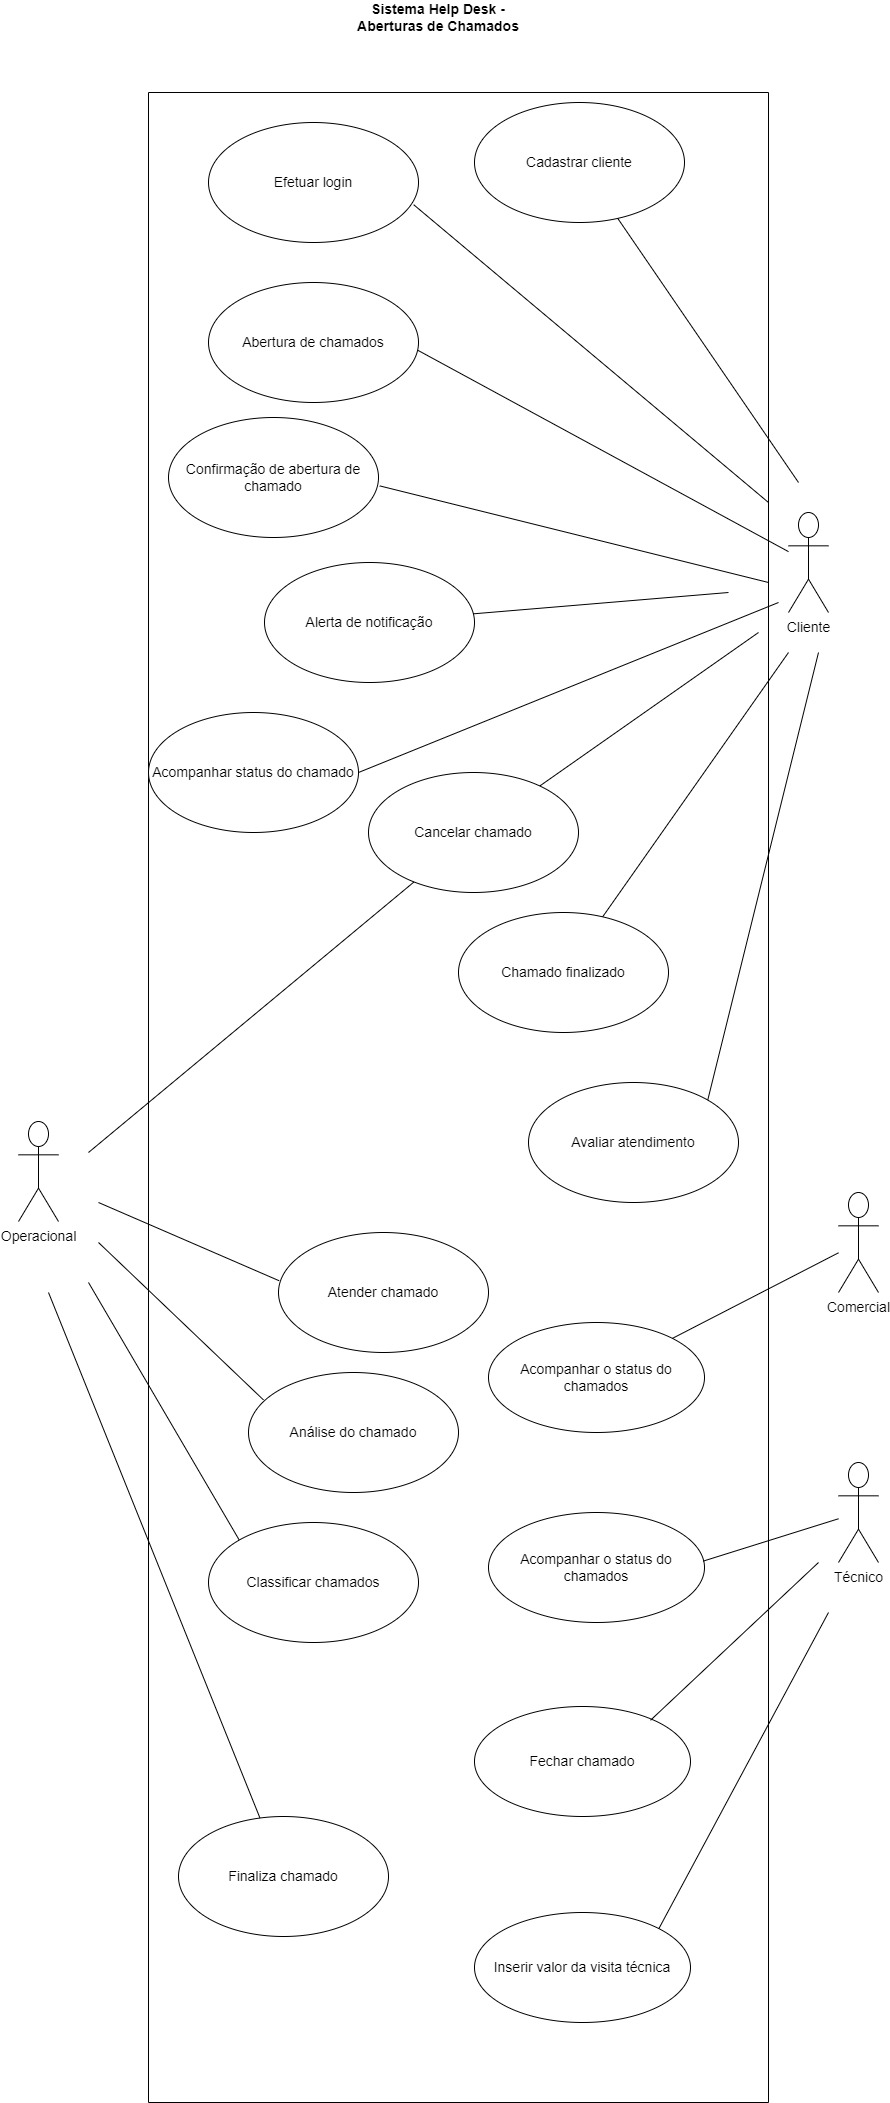 Sistema Help Desk -
Aberturas de Chamados
Cadastrar cliente
Efetuar login
Abertura de chamados
Confirmação de abertura de
chamado
Alerta de notificação
Cliente
Acompanhar status do chamado
Cancelar chamado
Chamado finalizado
Avaliar atendimento
Operacional
Atender chamado
Comercial
Acompanhar o status do
chamados
Análise do chamado
Acompanhar o status do
chamados
Técnico
Classificar chamados
Fechar chamado
Finaliza chamado
Inserir valor da visita técnica